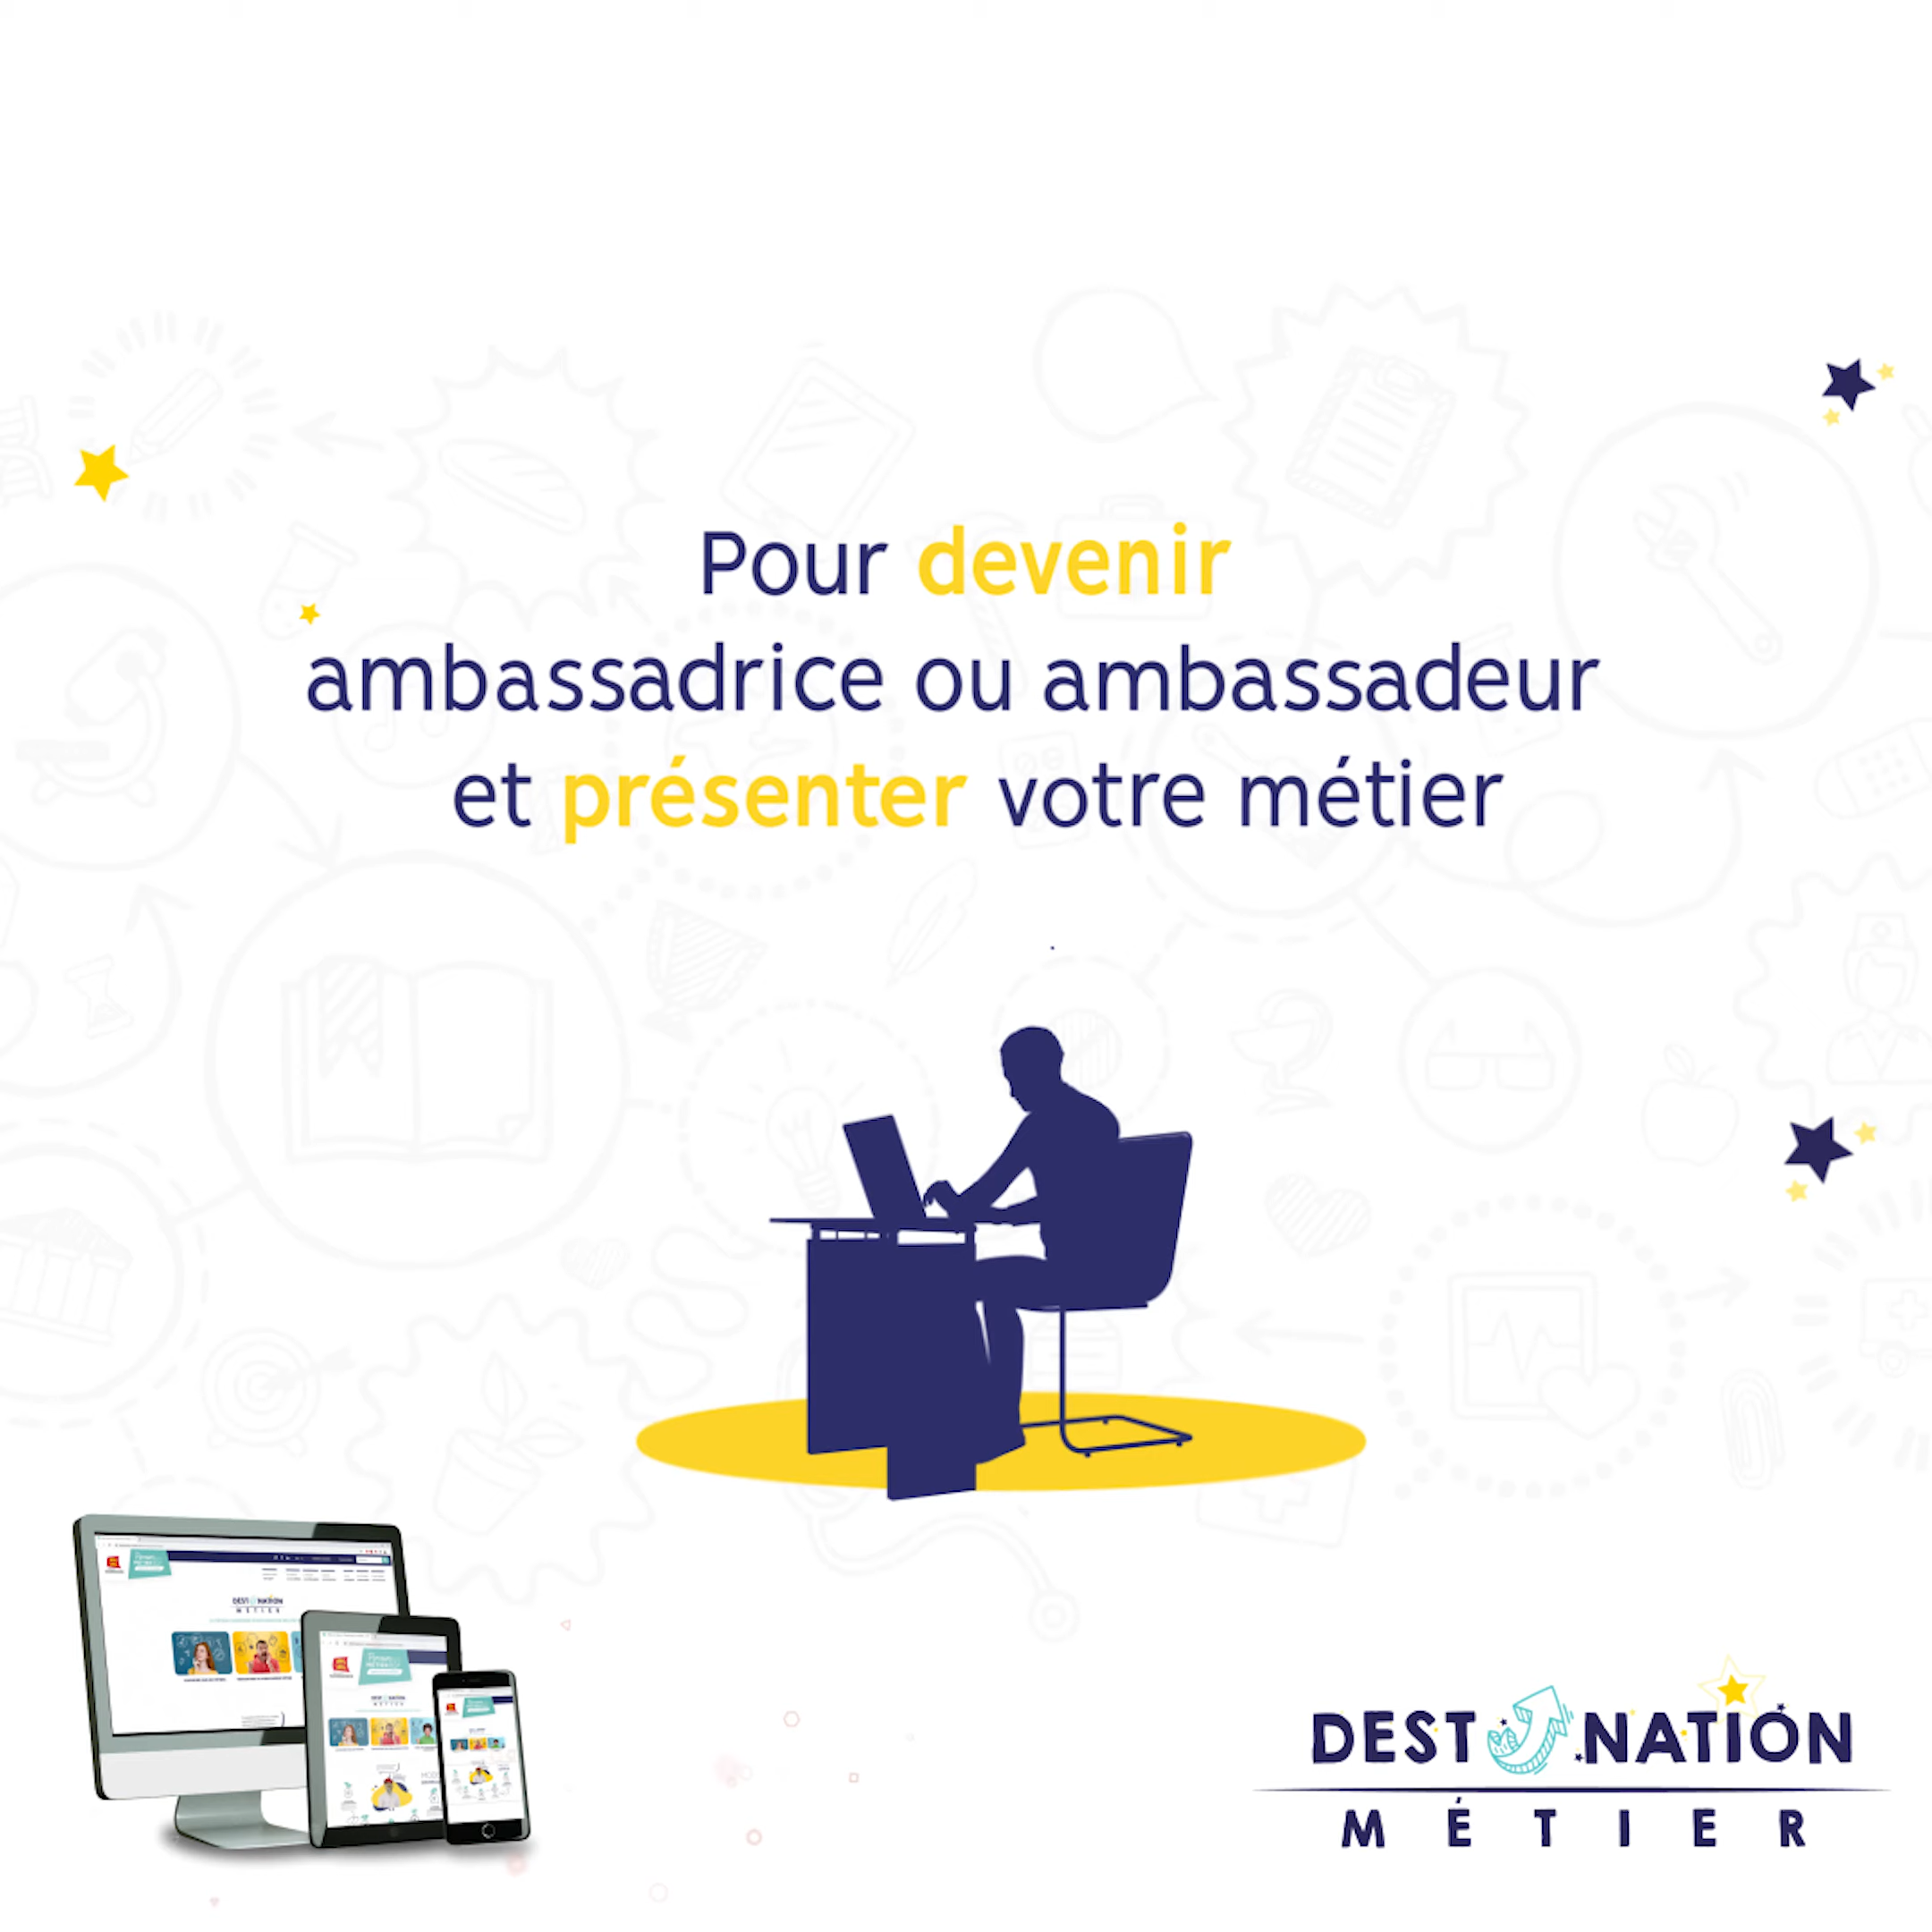 Pour devenir
ambassadrice ou ambassadeur
et présenter votre métier
DESTINATION
MÉTIER